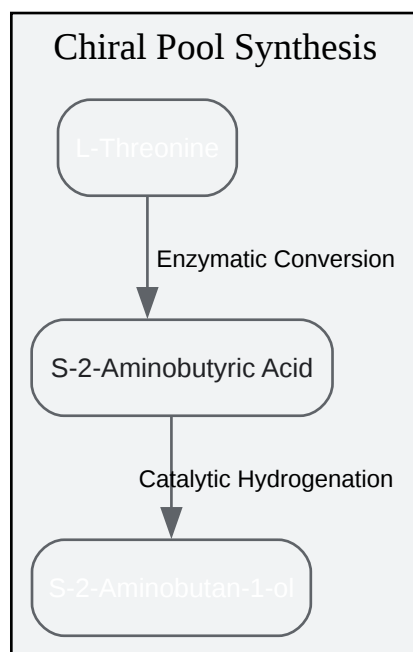 Chiral Pool Synthesis
L-Threonine
Enzymatic Conversion
S-2-Aminobutyric Acid
Catalytic Hydrogenation
S-2-Aminobutan-1-ol